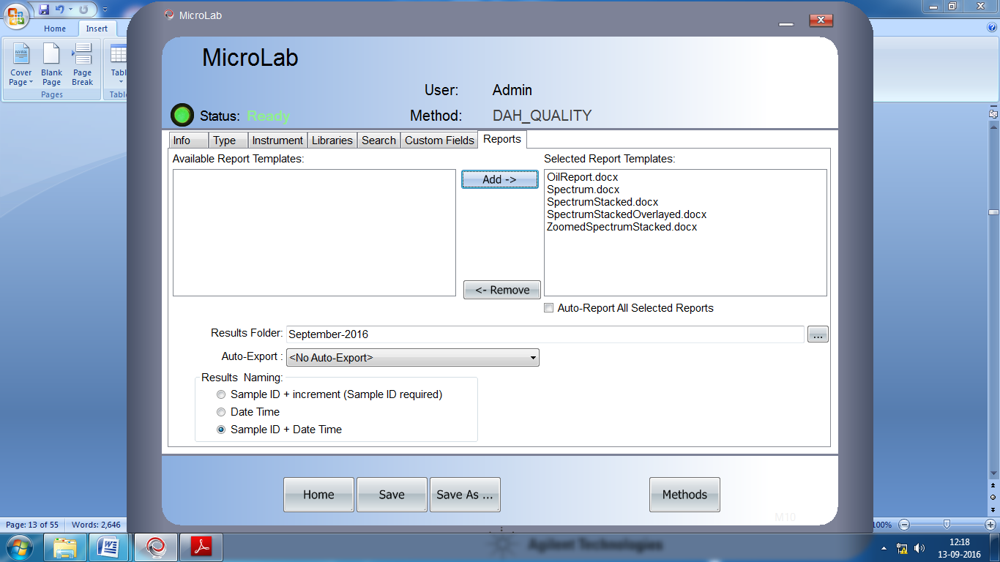 MicroLab
Home
Insert
Cover
Page
Blank
Page
Page
Break
Pages
MicroLab
User: Admin
Status: Ready
Method: DAH_QUALITY
Info
Type
Instrument
Libraries
Search
Custom Fields
Reports
Available Report Templates:
Add ->
<- Remove
Selected Report Templates:
OilReport.docx
Spectrum.docx
SpectrumStacked.docx
SpectrumStackedOverlayed.docx
ZoomedSpectrumStacked.docx
Auto-Report All Selected Reports
Results Folder: September-2016
...
Auto-Export : <No Auto-Export>
Results Naming:
Sample ID + increment (Sample ID required)
Date Time
Sample ID + Date Time
Home
Save
Save As ...
Methods
M10
Page: 13 of 55
Words: 2,646
100%
Agilent Technologies
12:18
13-09-2016